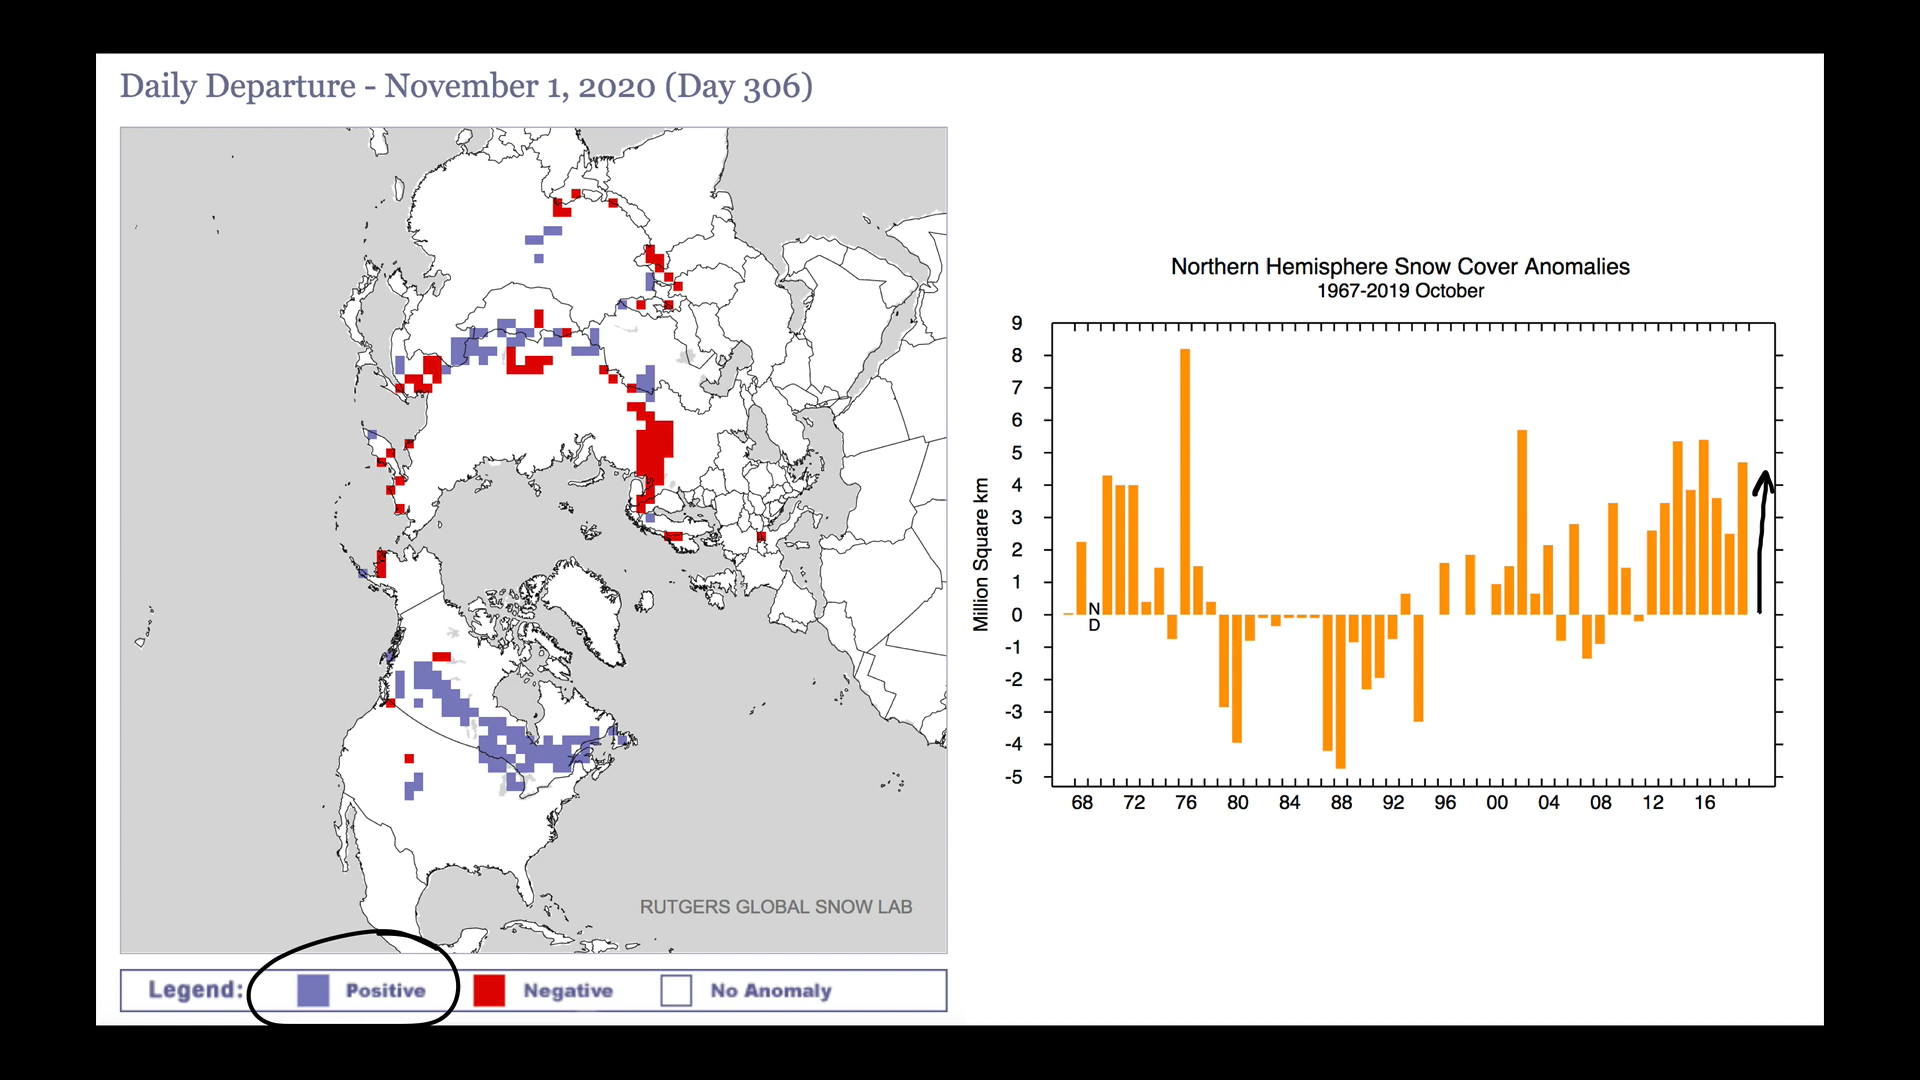 Daily Departure - November 1, 2020 (Day 306)
RUTGERS GLOBAL SNOW LAB
Legend: Positive Negative No Anomaly
Northern Hemisphere Snow Cover Anomalies
1967-2019 October
Million Square km
9
8
7
6
5
4
3
2
1
0
-1
-2
-3
-4
-5
N
D
68 72 76 80 84 88 92 96 00 04 08 12 16